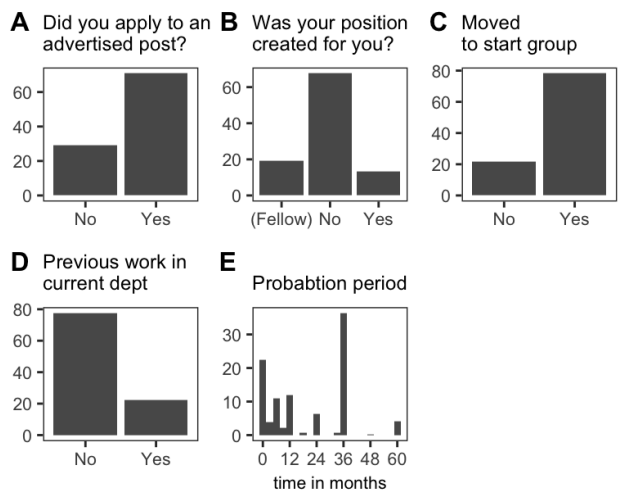 A Did you apply to an
advertised post?
60
40
20
0
No Yes
B Was your position
created for you?
60
40
20
0
(Fellow) No Yes
C Moved
to start group
80
60
40
20
0
No Yes
D Previous work in
current dept
80
60
40
20
0
No Yes
E
Probabtion period
30
20
10
0
0 12 24 36 48 60
time in months